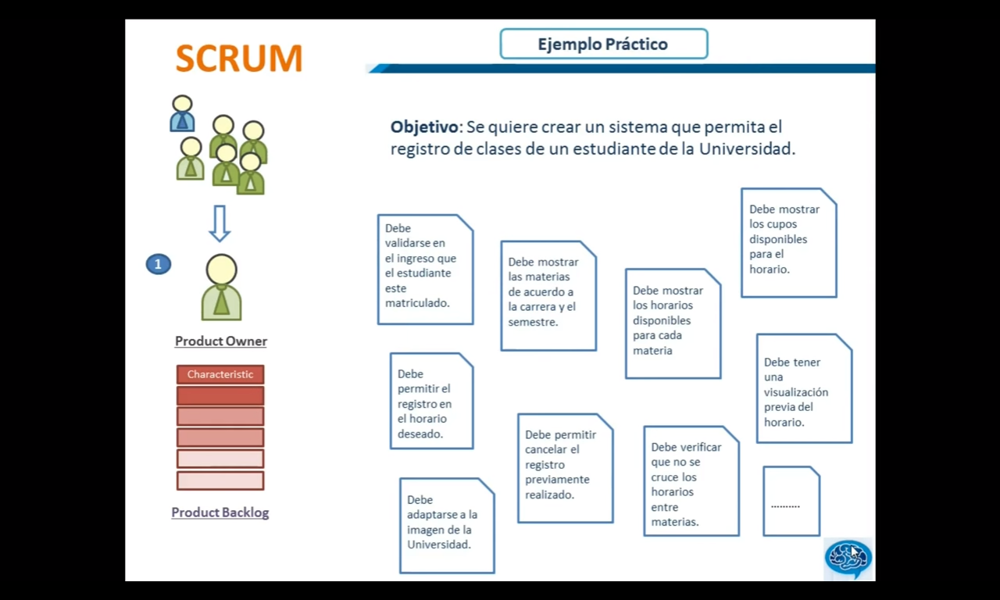 SCRUM
Ejemplo Práctico
Objetivo: Se quiere crear un sistema que permita el
registro de clases de un estudiante de la Universidad.
1
Product Owner
Characteristic
Product Backlog
Debe
validarse en
el ingreso que
el estudiante
este
matriculado.
Debe mostrar
las materias
de acuerdo a
la carrera y el
semestre.
Debe mostrar
los horarios
disponibles
para cada
materia
Debe mostrar
los cupos
disponibles
para el
horario.
Debe
permitir el
registro en
el horario
deseado.
Debe permitir
cancelar el
registro
previamente
realizado.
Debe verificar
que no se
cruce los
horarios
entre
materias.
Debe tener
una
visualización
previa del
horario.
Debe
adaptarse a la
imagen de la
Universidad.
..........